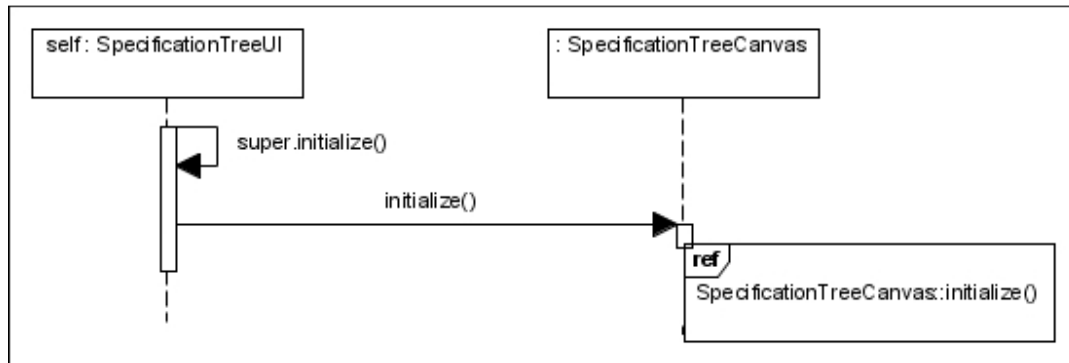 self : SpecificationTreeUI
: SpecificationTreeCanvas
super.initialize()
initialize()
ref
SpecificationTreeCanvas::initialize()